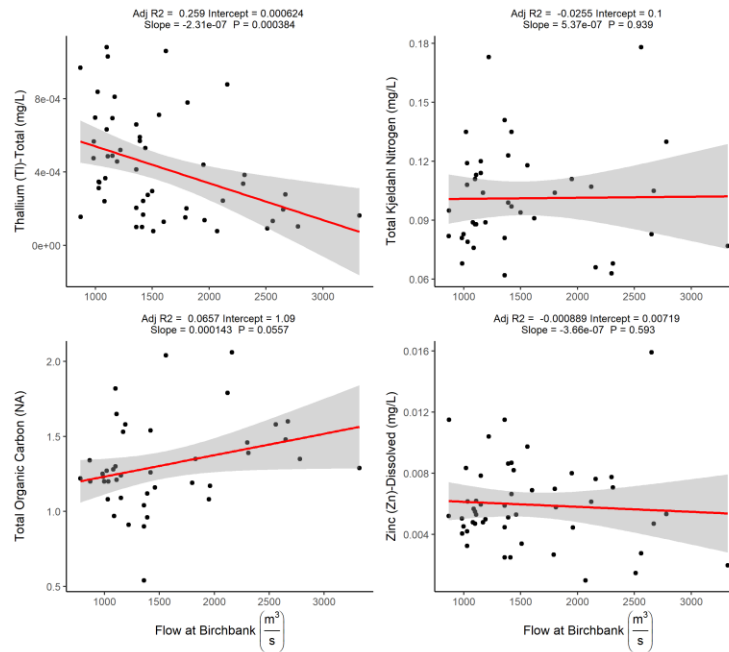 Adj R2 = 0.259 Intercept = 0.000624
Slope = -2.31e-07 P = 0.000384
Thallium (Tl)-Total (mg/L)
8e-04
4e-04
0e+00
1000 1500 2000 2500 3000
Adj R2 = -0.0255 Intercept = 0.1
Slope = 5.37e-07 P = 0.939
Total Kjeldahl Nitrogen (mg/L)
0.18
0.15
0.12
0.09
0.06
1000 1500 2000 2500 3000
Adj R2 = 0.0657 Intercept = 1.09
Slope = 0.000143 P = 0.0557
Total Organic Carbon (NA)
2.0
1.5
1.0
0.5
1000 1500 2000 2500 3000
Flow at Birchbank (m³/s)
Adj R2 = -0.000889 Intercept = 0.00719
Slope = -3.66e-07 P = 0.593
Zinc (Zn)-Dissolved (mg/L)
0.016
0.012
0.008
0.004
1000 1500 2000 2500 3000
Flow at Birchbank (m³/s)